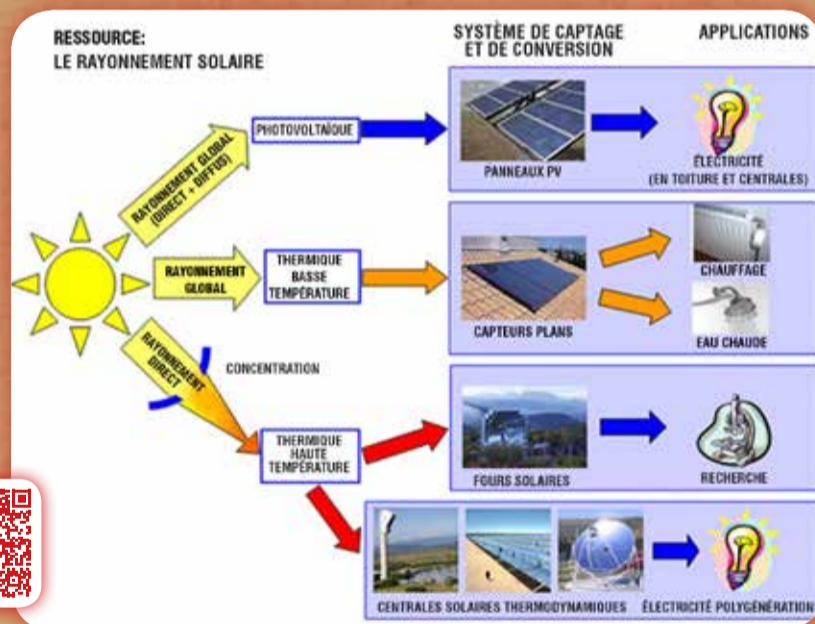 RESSOURCE:
LE RAYONNEMENT SOLAIRE
SYSTÈME DE CAPTAGE
ET DE CONVERSION
APPLICATIONS
RAYONNEMENT GLOBAL
(DIRECT + DIFFUS)
PHOTOVOLTAÏQUE
PANNEAUX PV
ÉLECTRICITÉ
(EN TOITURE ET CENTRALES)
RAYONNEMENT
GLOBAL
THERMIQUE
BASSE
TEMPÉRATURE
CAPTEURS PLANS
CHAUFFAGE
EAU CHAUDE
RAYONNEMENT
DIRECT
CONCENTRATION
THERMIQUE
HAUTE
TEMPÉRATURE
FOURS SOLAIRES
RECHERCHE
CENTRALES SOLAIRES THERMODYNAMIQUES
ÉLECTRICITÉ POLYGÉNÉRATION